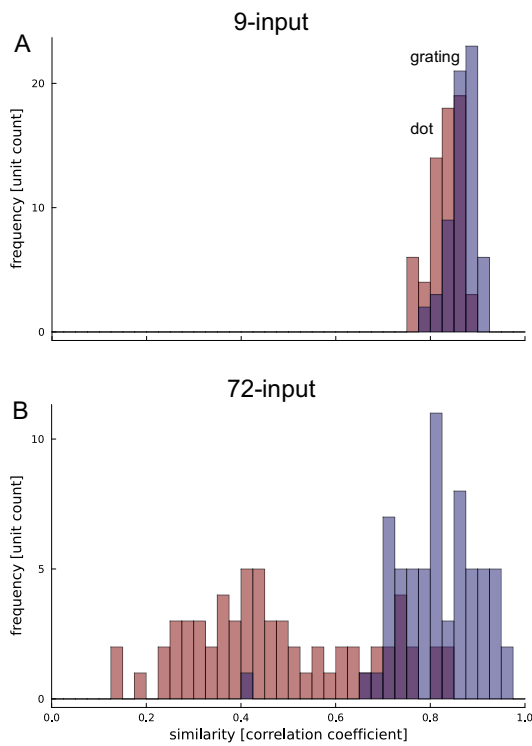 9-input
A
grating
dot
frequency [unit count]
20
10
0
72-input
B
frequency [unit count]
10
5
0
0.0 0.2 0.4 0.6 0.8 1.0
similarity [correlation coefficient]